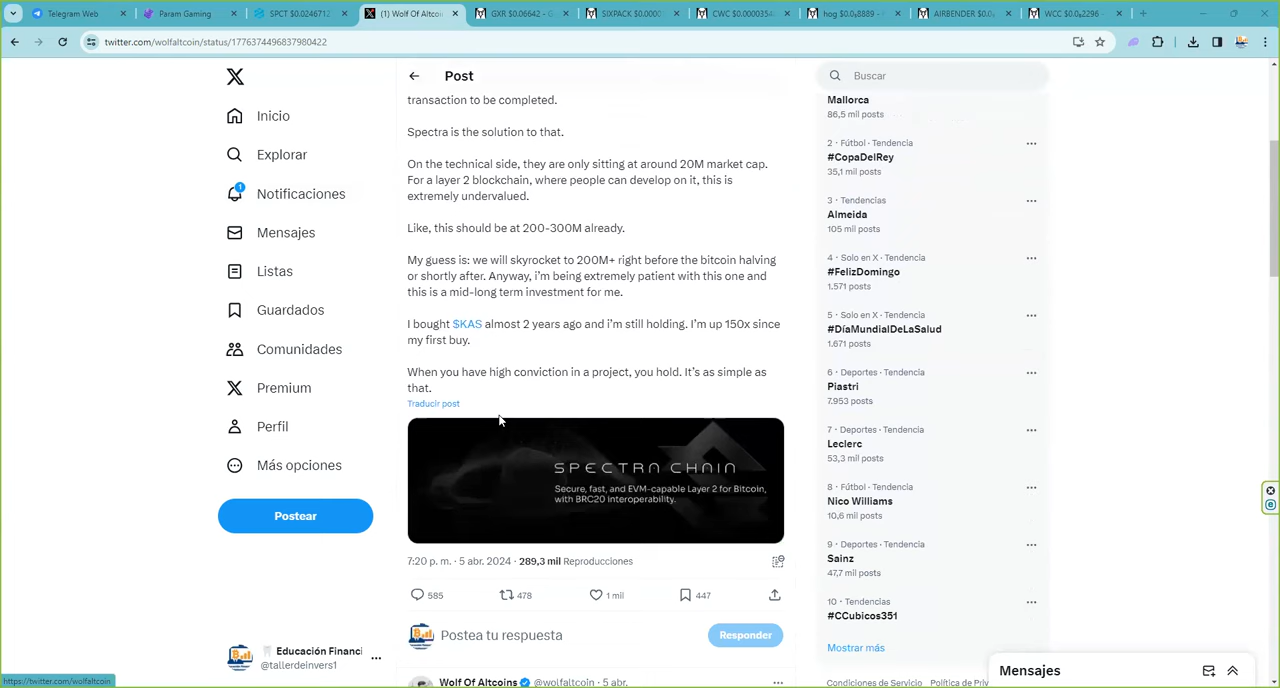 Telegram Web
Param Gaming
SPCT $0.0246712
(1) Wolf Of Altcoi
GXR $0.06642 - G
SIXPACK $0.0000
CWC $0.00003548
hog $0.0₈8889 -
AIRBENDER $0.0
WCC $0.0₅2296 -
twitter.com/wolfaltcoin/status/1776374496837980422
Inicio
Explorar
1
Notificaciones
Mensajes
Listas
Guardados
Comunidades
Premium
Perfil
Más opciones
Postear
Educación Financi
@tallerdeinvers1
https://twitter.com/wolfaltcoin
Post
transaction to be completed.
Spectra is the solution to that.
On the technical side, they are only sitting at around 20M market cap.
For a layer 2 blockchain, where people can develop on it, this is
extremely undervalued.
Like, this should be at 200-300M already.
My guess is: we will skyrocket to 200M+ right before the bitcoin halving
or shortly after. Anyway, i'm being extremely patient with this one and
this is a mid-long term investment for me.
I bought $KAS almost 2 years ago and i'm still holding. I'm up 150x since
my first buy.
When you have high conviction in a project, you hold. It's as simple as
that.
Traducir post
SPECTRA CHAIN
Secure, fast, and EVM-capable Layer 2 for Bitcoin,
with BRC20 interoperability.
7:20 p. m. · 5 abr. 2024 · 289,3 mil Reproducciones
585
478
1 mil
447
Postea tu respuesta
Responder
Wolf Of Altcoins @wolfaltcoin · 5 abr.
Buscar
Mallorca
86,5 mil posts
2 · Fútbol · Tendencia
#CopaDelRey
35,1 mil posts
3 · Tendencias
Almeida
105 mil posts
4 · Solo en X · Tendencia
#FelizDomingo
1.571 posts
5 · Solo en X · Tendencia
#DíaMundialDeLaSalud
1.671 posts
6 · Deportes · Tendencia
Piastri
7.953 posts
7 · Deportes · Tendencia
Leclerc
53,3 mil posts
8 · Fútbol · Tendencia
Nico Williams
10,6 mil posts
9 · Deportes · Tendencia
Sainz
47,7 mil posts
10 · Tendencias
#CCubicos351
Mostrar más
Condiciones de Servicio Política de Priv
Mensajes